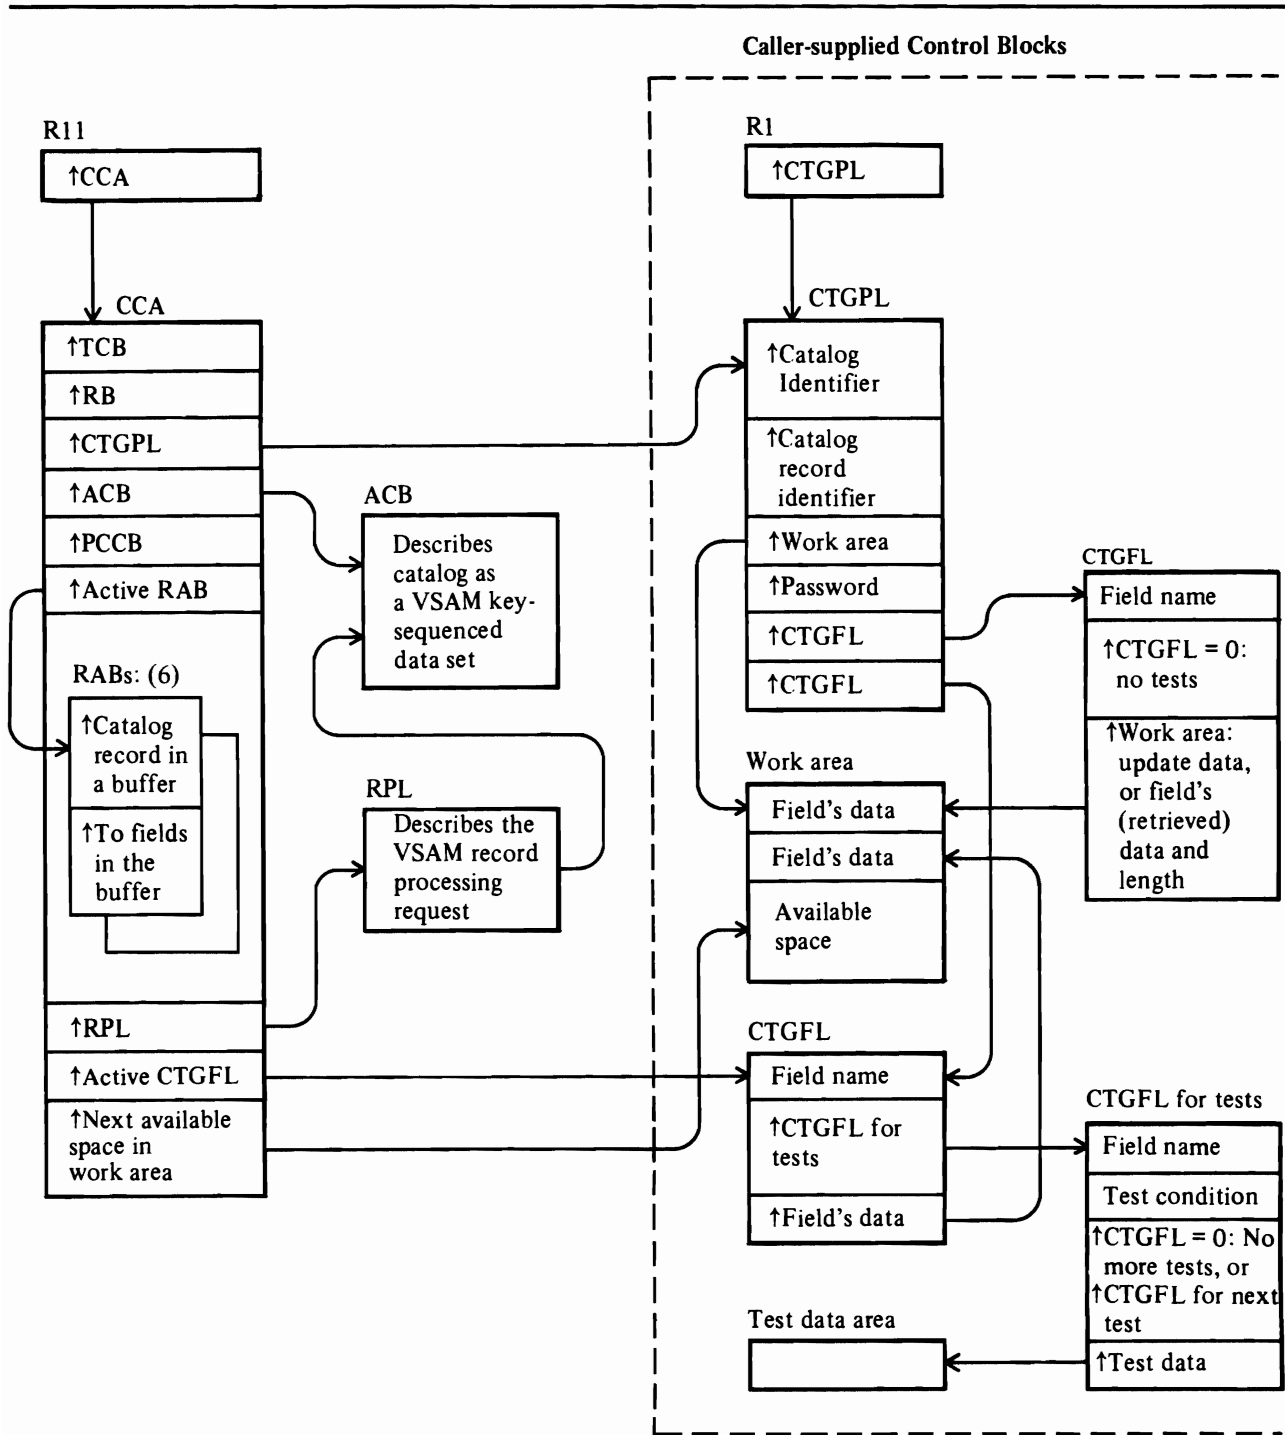 Caller-supplied Control Blocks
R11
↑CCA
R1
↑CTGPL
CCA
↑TCB
↑RB
↑CTGPL
↑ACB
↑PCCB
↑Active RAB
RABs: (6)
↑Catalog
record in
a buffer
↑To fields
in the
buffer
↑RPL
↑Active CTGFL
↑Next available
space in
work area
ACB
Describes
catalog as
a VSAM key-
sequenced
data set
RPL
Describes the
VSAM record
processing
request
CTGPL
↑Catalog
Identifier
↑Catalog
record
identifier
↑Work area
↑Password
↑CTGFL
↑CTGFL
Work area
Field's data
Field's data
Available
space
CTGFL
Field name
↑CTGFL for
tests
↑Field's data
Test data area
CTGFL
Field name
↑CTGFL = 0:
no tests
↑Work area:
update data,
or field's
(retrieved)
data and
length
CTGFL for tests
Field name
Test condition
↑CTGFL = 0: No
more tests, or
↑CTGFL for next
test
↑Test data